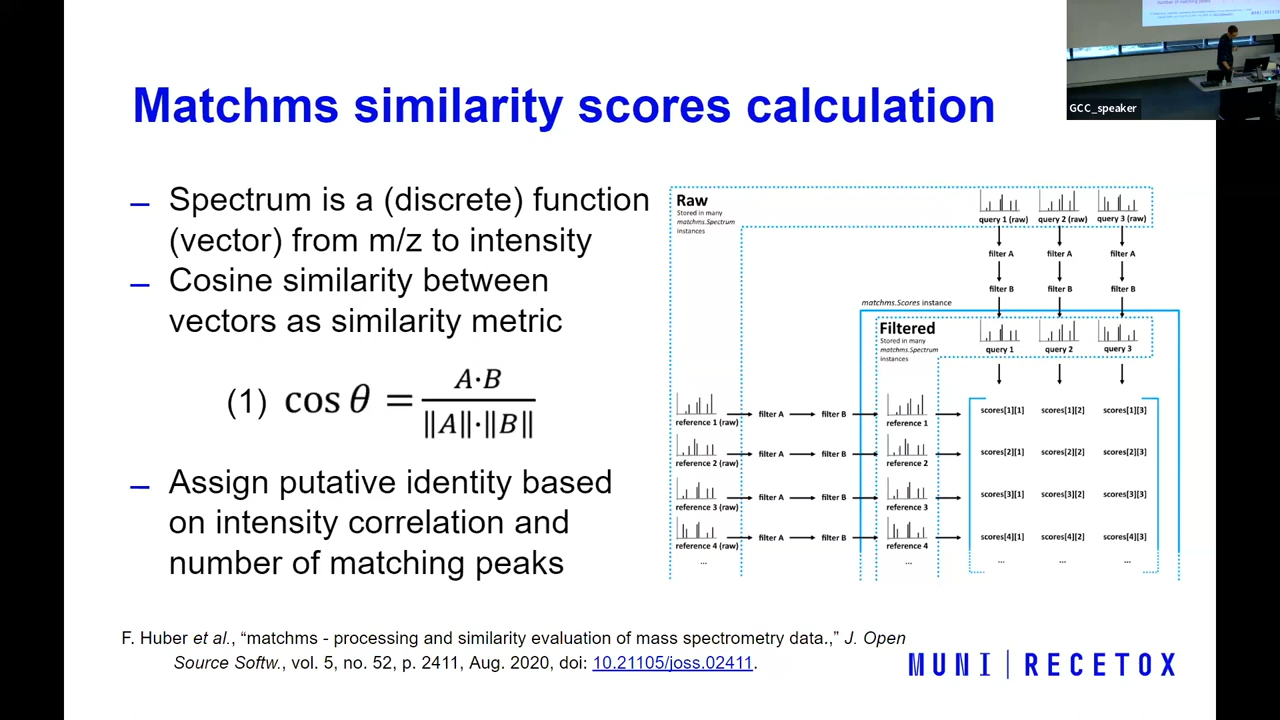 number of matching peaks
GCC_speaker
Matchms similarity scores calculation
– Spectrum is a (discrete) function
(vector) from m/z to intensity
– Cosine similarity between
vectors as similarity metric
(1) cos θ = A·B / ‖A‖·‖B‖
– Assign putative identity based
on intensity correlation and
number of matching peaks
Raw
Stored in many
matchms.Spectrum
instances
query 1 (raw) query 2 (raw) query 3 (raw)
filter A filter A filter A
filter B filter B filter B
matchms.Scores instance
Filtered
Stored in many
matchms.Spectrum
instances
query 1 query 2 query 3
reference 1 (raw) filter A filter B reference 1 scores[1][1] scores[1][2] scores[1][3]
reference 2 (raw) filter A filter B reference 2 scores[2][1] scores[2][2] scores[2][3]
reference 3 (raw) filter A filter B reference 3 scores[3][1] scores[3][2] scores[3][3]
reference 4 (raw) filter A filter B reference 4 scores[4][1] scores[4][2] scores[4][3]
... ... ... ... ...
F. Huber et al., “matchms - processing and similarity evaluation of mass spectrometry data.,” J. Open
Source Softw., vol. 5, no. 52, p. 2411, Aug. 2020, doi: 10.21105/joss.02411.
MUNI | RECETOX